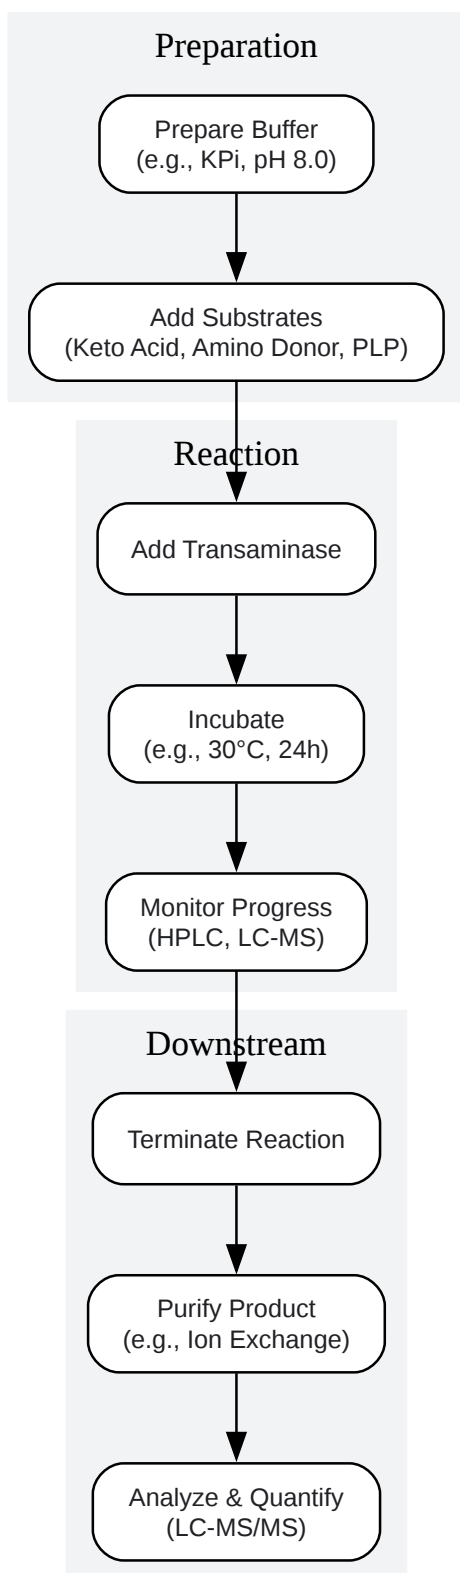 Preparation
Prepare Buffer
(e.g., KPi, pH 8.0)
Add Substrates
(Keto Acid, Amino Donor, PLP)
Reaction
Add Transaminase
Incubate
(e.g., 30°C, 24h)
Monitor Progress
(HPLC, LC-MS)
Downstream
Terminate Reaction
Purify Product
(e.g., Ion Exchange)
Analyze & Quantify
(LC-MS/MS)